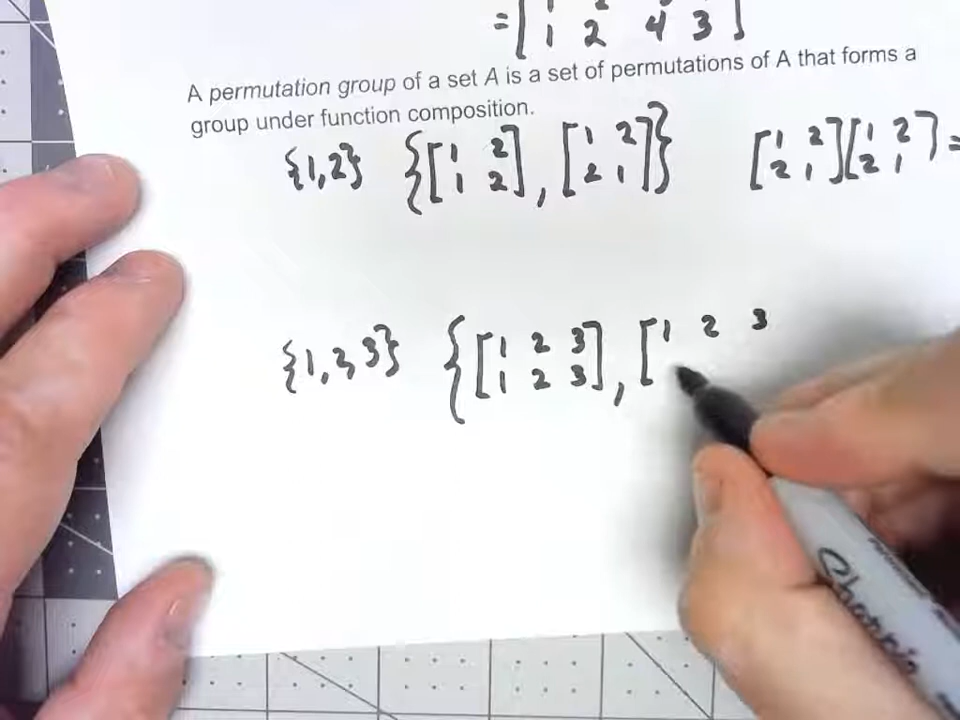 = [ 1 2 4 3 ]
A permutation group of a set A is a set of permutations of A that forms a
group under function composition.
{1,2} { [ 1 2 ] , [ 1 2 ] } [ 1 2 ] [ 1 2 ] =
1 2 2 1 2 1 2 1
{1,2,3} { [ 1 2 3 ] , [ 1 2 3
1 2 3
Sharpie